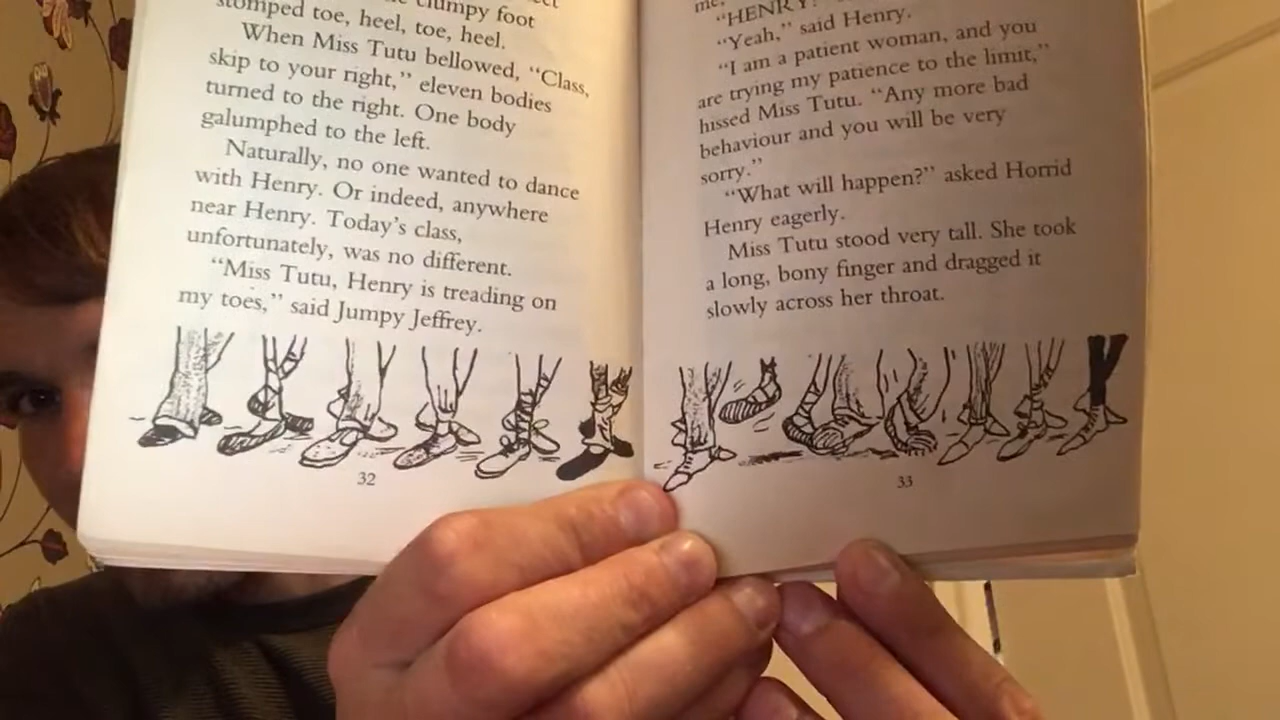 clumpy foot
stomped toe, heel, toe, heel.
When Miss Tutu bellowed, “Class,
skip to your right,” eleven bodies
turned to the right. One body
galumphed to the left.
Naturally, no one wanted to dance
with Henry. Or indeed, anywhere
near Henry. Today’s class,
unfortunately, was no different.
“Miss Tutu, Henry is treading on
my toes,” said Jumpy Jeffrey.
32
me.
“HENRY!
“Yeah,” said Henry.
“I am a patient woman, and you
are trying my patience to the limit,”
hissed Miss Tutu. “Any more bad
behaviour and you will be very
sorry.”
“What will happen?” asked Horrid
Henry eagerly.
Miss Tutu stood very tall. She took
a long, bony finger and dragged it
slowly across her throat.
33